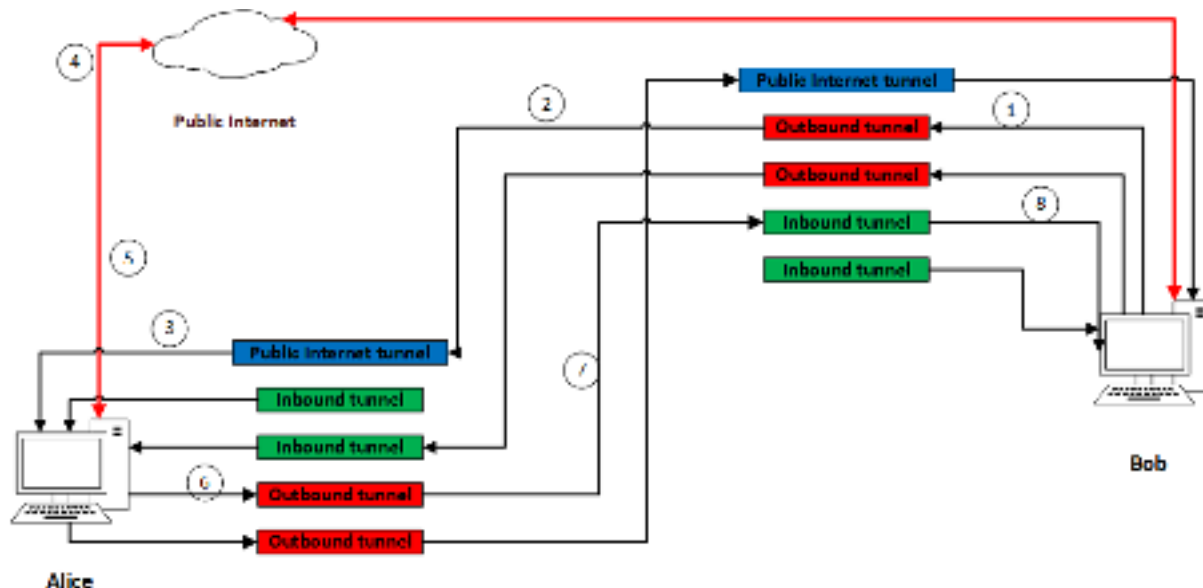 4
Public Internet
2
Public Internet tunnel
1
Outbound tunnel
Outbound tunnel
8
Inbound tunnel
5
Inbound tunnel
3
Public Internet tunnel
7
Inbound tunnel
Inbound tunnel
Bob
6
Outbound tunnel
Outbound tunnel
Alice